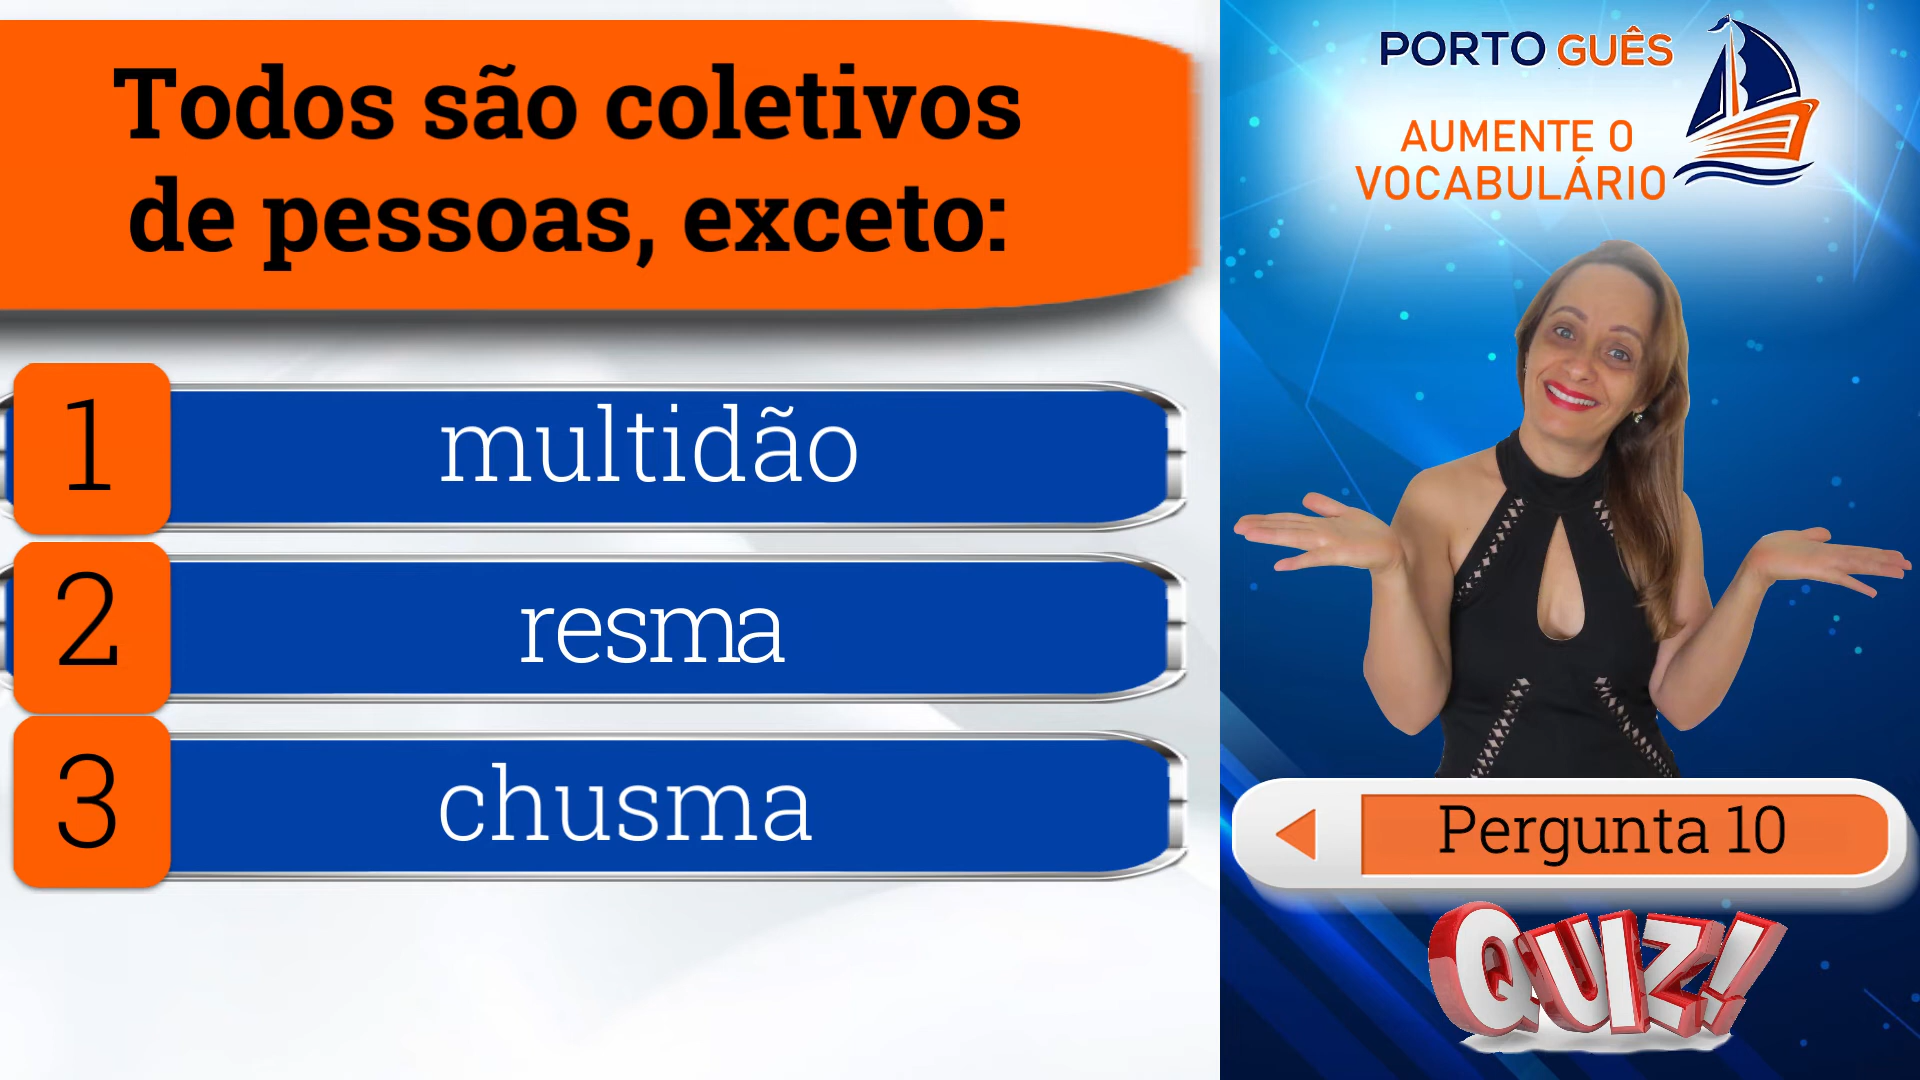 Todos são coletivos
de pessoas, exceto:
1
multidão
2
resma
3
chusma
PORTO GUÊS
AUMENTE O
VOCABULÁRIO
Pergunta 10
QUIZ!